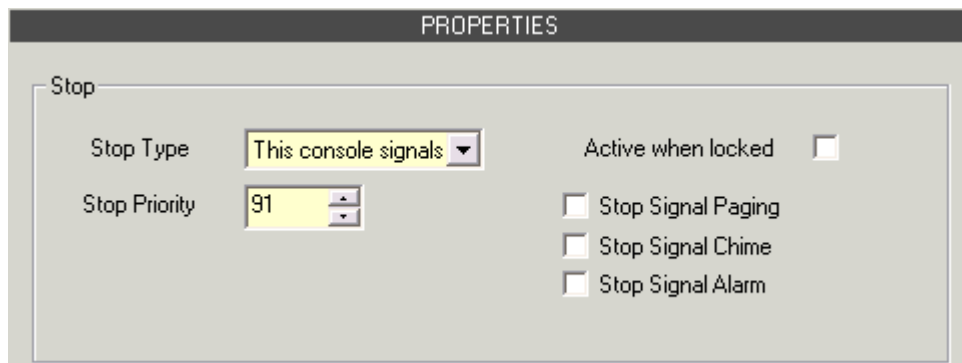 PROPERTIES
Stop
Stop Type This console signals Active when locked
Stop Priority 91 Stop Signal Paging
Stop Signal Chime
Stop Signal Alarm